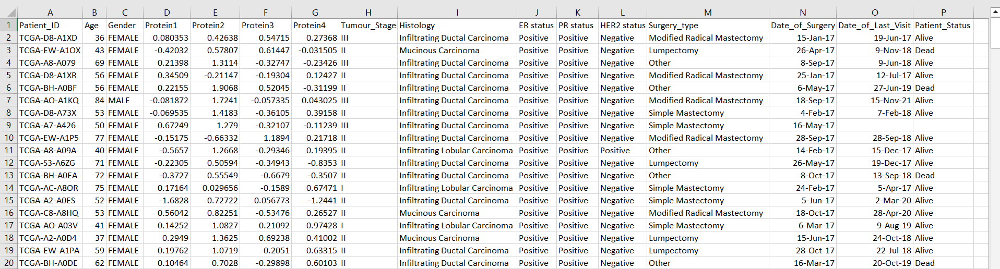 A B C D E F G H I J K L M N O P
1 Patient_ID Age Gender Protein1 Protein2 Protein3 Protein4 Tumour_Stage Histology ER status PR status HER2 status Surgery_type Date_of_Surgery Date_of_Last_Visit Patient_Status
2 TCGA-D8-A1XD 36 FEMALE 0.080353 0.42638 0.54715 0.27368 III Infiltrating Ductal Carcinoma Positive Positive Negative Modified Radical Mastectomy 15-Jan-17 19-Jun-17 Alive
3 TCGA-EW-A1OX 43 FEMALE -0.42032 0.57807 0.61447 -0.031505 II Mucinous Carcinoma Positive Positive Negative Lumpectomy 26-Apr-17 9-Nov-18 Dead
4 TCGA-A8-A079 69 FEMALE 0.21398 1.3114 -0.32747 -0.23426 III Infiltrating Ductal Carcinoma Positive Positive Negative Other 8-Sep-17 9-Jun-18 Alive
5 TCGA-D8-A1XR 56 FEMALE 0.34509 -0.21147 -0.19304 0.12427 II Infiltrating Ductal Carcinoma Positive Positive Negative Modified Radical Mastectomy 25-Jan-17 12-Jul-17 Alive
6 TCGA-BH-A0BF 56 FEMALE 0.22155 1.9068 0.52045 -0.31199 II Infiltrating Ductal Carcinoma Positive Positive Negative Other 6-May-17 27-Jun-19 Dead
7 TCGA-AO-A1KQ 84 MALE -0.081872 1.7241 -0.057335 0.043025 III Infiltrating Ductal Carcinoma Positive Positive Negative Modified Radical Mastectomy 18-Sep-17 15-Nov-21 Alive
8 TCGA-D8-A73X 53 FEMALE -0.069535 1.4183 -0.36105 0.39158 II Infiltrating Ductal Carcinoma Positive Positive Negative Simple Mastectomy 4-Feb-17 7-Feb-18 Alive
9 TCGA-A7-A426 50 FEMALE 0.67249 1.279 -0.32107 -0.11239 III Infiltrating Ductal Carcinoma Positive Positive Negative Simple Mastectomy 16-May-17
10 TCGA-EW-A1P5 77 FEMALE -0.15175 -0.66332 1.1894 0.21718 II Infiltrating Ductal Carcinoma Positive Positive Negative Modified Radical Mastectomy 28-Sep-17 28-Sep-18 Alive
11 TCGA-A8-A09A 40 FEMALE -0.5657 1.2668 -0.29346 0.19395 II Infiltrating Lobular Carcinoma Positive Positive Positive Other 14-Feb-17 15-Dec-17 Alive
12 TCGA-S3-A6ZG 71 FEMALE -0.22305 0.50594 -0.34943 -0.8353 II Infiltrating Ductal Carcinoma Positive Positive Negative Lumpectomy 26-May-17 19-Dec-17 Alive
13 TCGA-BH-A0EA 72 FEMALE -0.3727 0.55549 -0.6679 -0.3507 II Infiltrating Ductal Carcinoma Positive Positive Negative Other 8-Oct-17 13-Sep-18 Dead
14 TCGA-AC-A8OR 75 FEMALE 0.17164 0.029656 -0.1589 0.67471 I Infiltrating Lobular Carcinoma Positive Positive Negative Simple Mastectomy 24-Feb-17 5-Apr-17 Alive
15 TCGA-A2-A0ES 52 FEMALE -1.6828 0.72722 0.056773 -1.2441 II Infiltrating Ductal Carcinoma Positive Positive Negative Simple Mastectomy 5-Jun-17 2-Mar-20 Alive
16 TCGA-C8-A8HQ 53 FEMALE 0.56042 0.82251 -0.53476 0.26527 II Mucinous Carcinoma Positive Positive Negative Modified Radical Mastectomy 18-Oct-17 28-Apr-20 Alive
17 TCGA-AO-A03V 41 FEMALE 0.14252 1.0827 0.21092 0.97428 I Infiltrating Lobular Carcinoma Positive Positive Negative Simple Mastectomy 6-Mar-17 9-Aug-19 Alive
18 TCGA-A2-A0D4 37 FEMALE 0.2949 1.3625 0.69238 0.41002 II Mucinous Carcinoma Positive Positive Negative Lumpectomy 15-Jun-17 24-Oct-18 Alive
19 TCGA-EW-A1PA 59 FEMALE 0.19762 1.0719 -0.2051 0.63315 II Infiltrating Ductal Carcinoma Positive Positive Negative Lumpectomy 28-Oct-17 22-Jul-18 Alive
20 TCGA-BH-A0DE 62 FEMALE 0.10464 0.7028 -0.29898 0.60103 II Infiltrating Ductal Carcinoma Positive Positive Negative Other 16-Mar-17 20-Oct-19 Dead